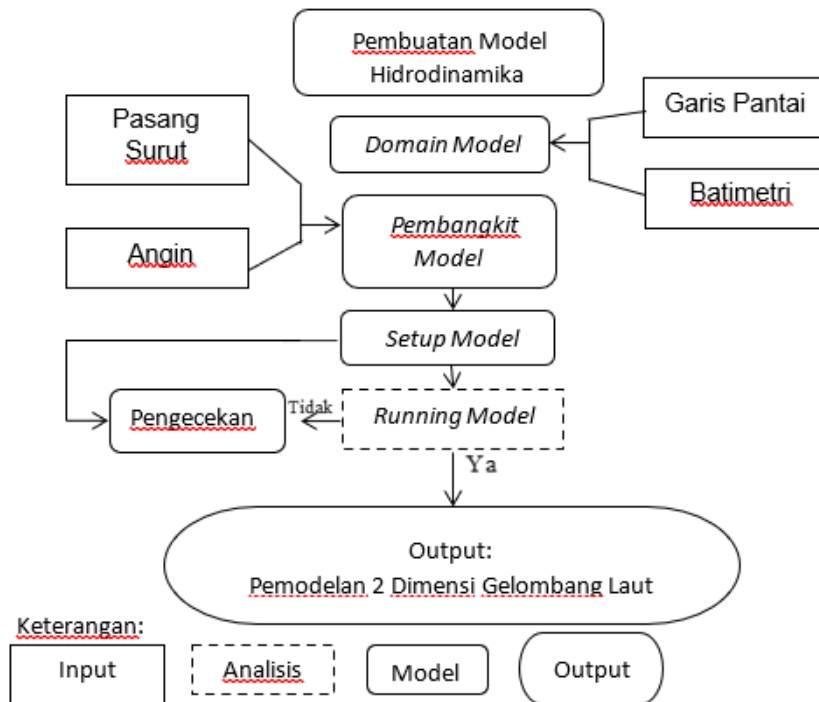 Pembuatan Model
Hidrodinamika
Pasang
Surut
Garis Pantai
Domain Model
Batimetri
Angin
Pembangkit
Model
Setup Model
Pengecekan
Tidak
Running Model
Ya
Output:
Pemodelan 2 Dimensi Gelombang Laut
Keterangan:
Input
Analisis
Model
Output